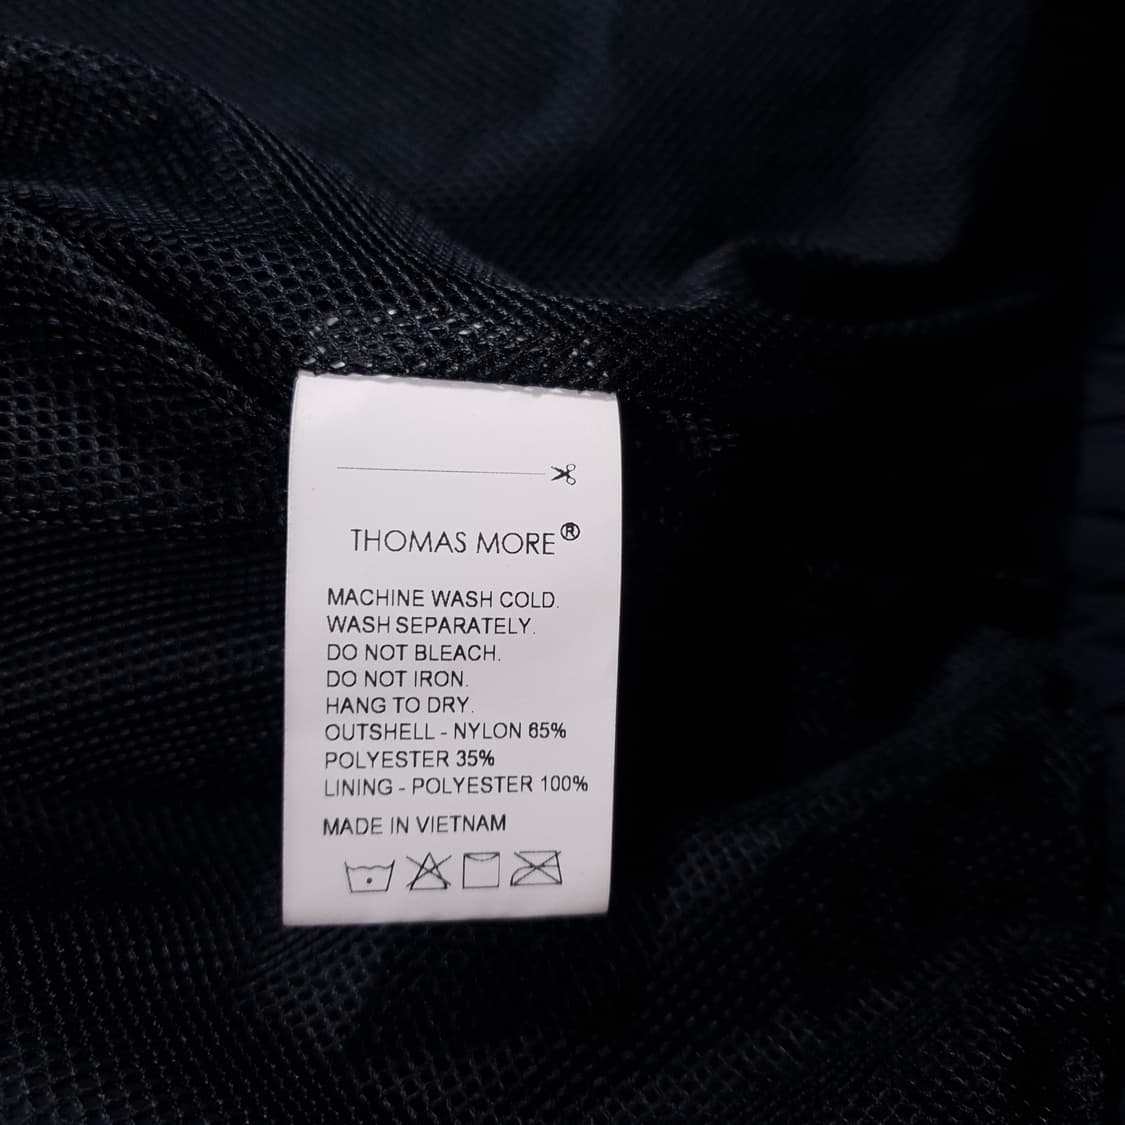 THOMAS MORE®
MACHINE WASH COLD.
WASH SEPARATELY.
DO NOT BLEACH.
DO NOT IRON.
HANG TO DRY.
OUTSHELL - NYLON 65%
POLYESTER 35%
LINING - POLYESTER 100%
MADE IN VIETNAM